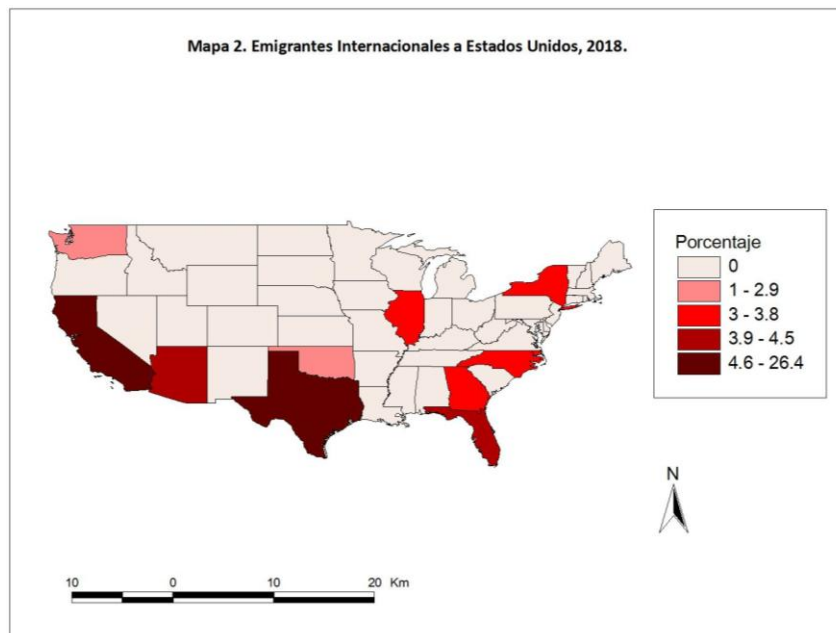 Mapa 2. Emigrantes Internacionales a Estados Unidos, 2018.
Porcentaje
0
1 - 2.9
3 - 3.8
3.9 - 4.5
4.6 - 26.4
N
10 0 10 20 Km